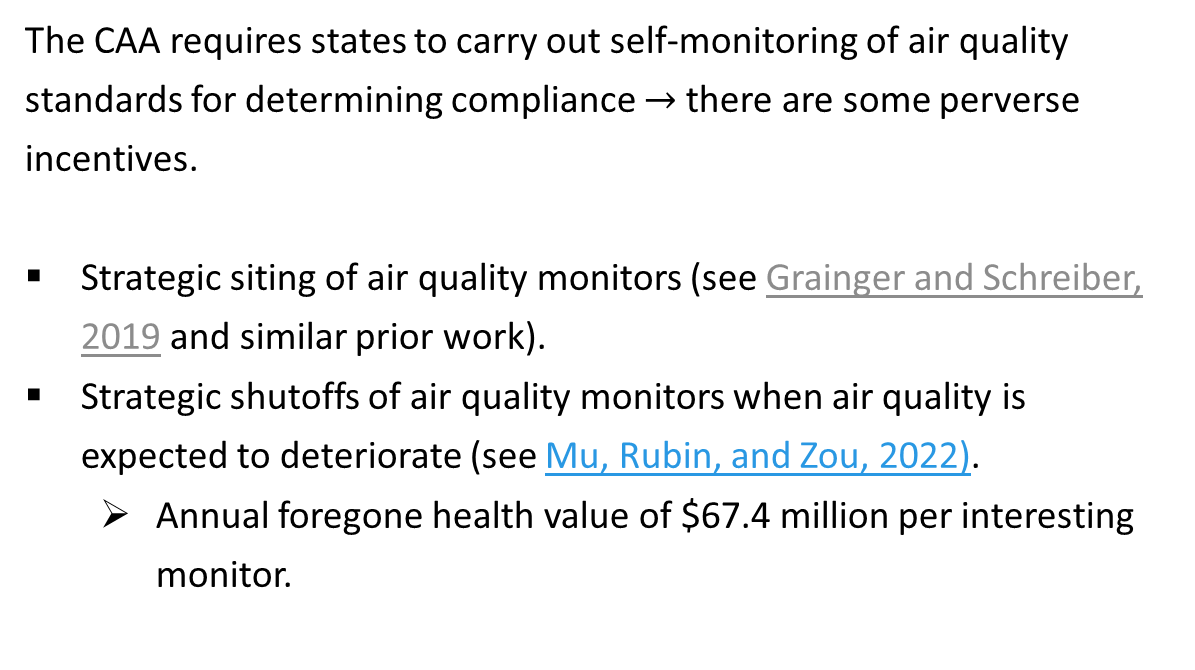 The CAA requires states to carry out self-monitoring of air quality
standards for determining compliance → there are some perverse
incentives.
▪ Strategic siting of air quality monitors (see Grainger and Schreiber,
2019 and similar prior work).
▪ Strategic shutoffs of air quality monitors when air quality is
expected to deteriorate (see Mu, Rubin, and Zou, 2022).
➢ Annual foregone health value of $67.4 million per interesting
monitor.